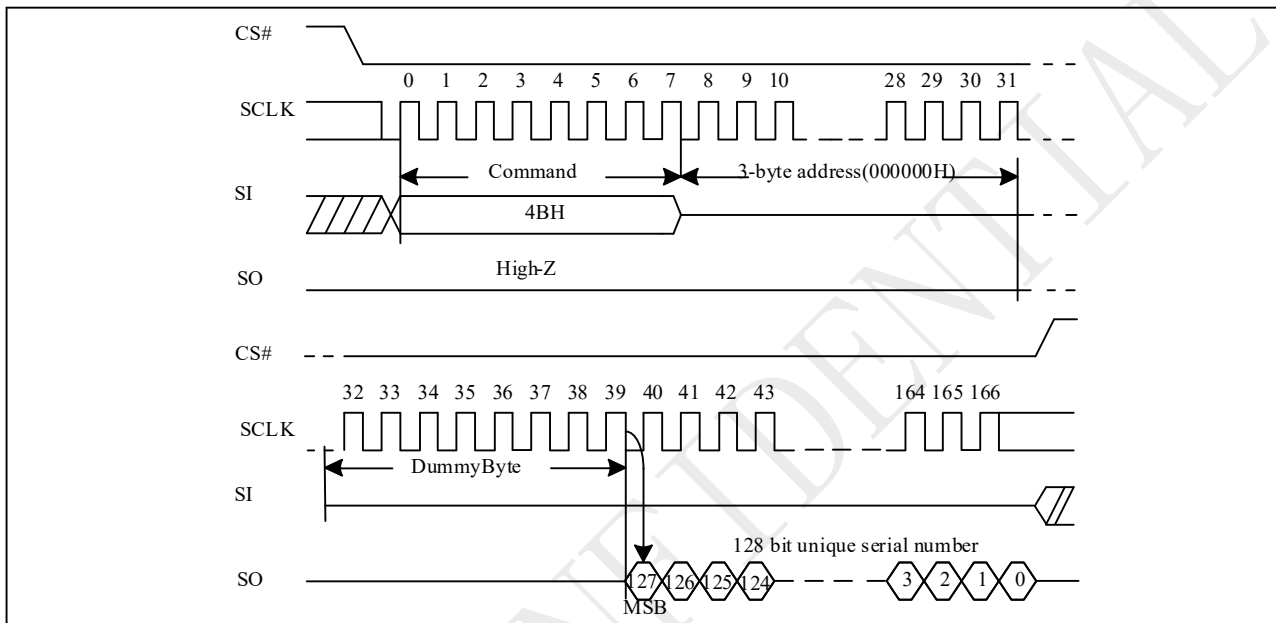 CS#
0 1 2 3 4 5 6 7 8 9 10 28 29 30 31
SCLK
Command 3-byte address(000000H)
SI
4BH
High-Z
SO
CS#
32 33 34 35 36 37 38 39 40 41 42 43 164 165 166
SCLK
DummyByte
SI
128 bit unique serial number
SO 127 126 125 124 3 2 1 0
MSB
NFIDENTIAL